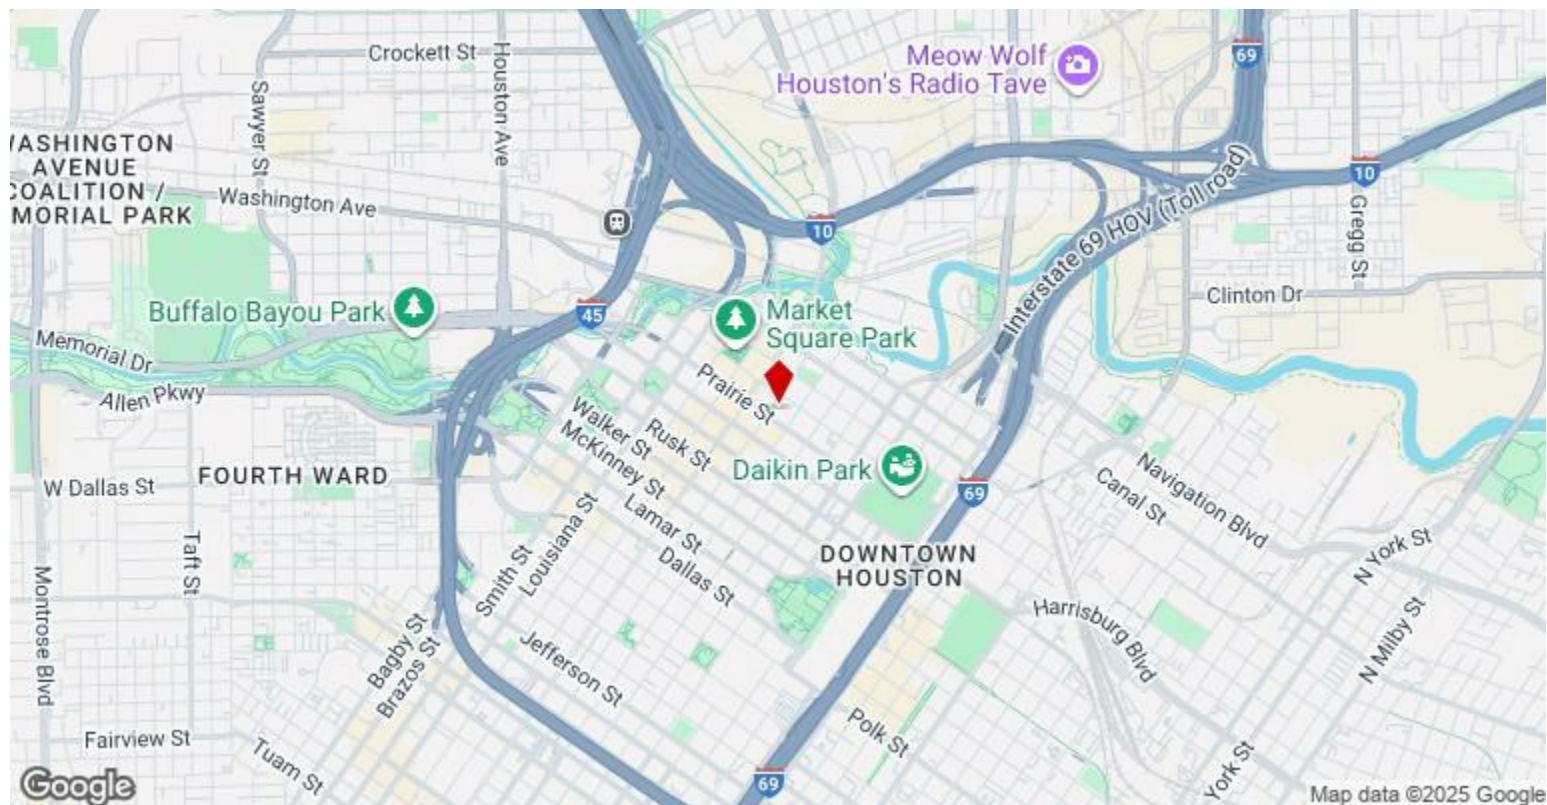 Crockett St
Houston Ave
Sawyer St
Meow Wolf
Houston's Radio Tave
69
WASHINGTON
AVENUE
COALITION /
MORIAL PARK
Washington Ave
10
10
Gregg St
Interstate 69 HOV (Toll road)
Clinton Dr
Buffalo Bayou Park
45
Market
Square Park
Memorial Dr
Allen Pkwy
Prairie St
Walker St
McKinney St
Rusk St
Daikin Park
69
FOURTH WARD
W Dallas St
Navigation Blvd
Canal St
Louisiana St
Smith St
Lamar St
Dallas St
DOWNTOWN
HOUSTON
Taft St
Montrose Blvd
N York St
Harrisburg Blvd
N Milby St
Bagby St
Brazos St
Jefferson St
Polk St
Fairview St
Tuam St
York St
69
Google
Map data ©2025 Google